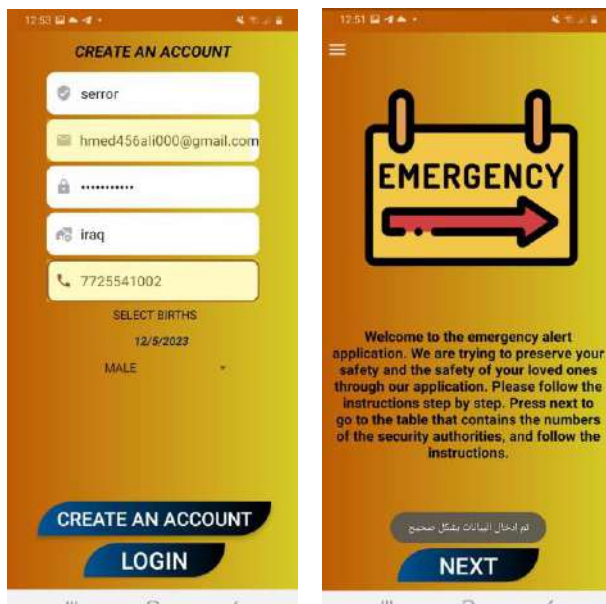 12:53
CREATE AN ACCOUNT
serror
hmed456ali000@gmail.com
•••••••••••
iraq
7725541002
SELECT BIRTHS
12/5/2023
MALE
CREATE AN ACCOUNT
LOGIN
12:51
EMERGENCY
Welcome to the emergency alert
application. We are trying to preserve your
safety and the safety of your loved ones
through our application. Please follow the
instructions step by step. Press next to
go to the table that contains the numbers
of the security authorities, and follow the
instructions.
تم ادخال البيانات بشكل صحيح
NEXT